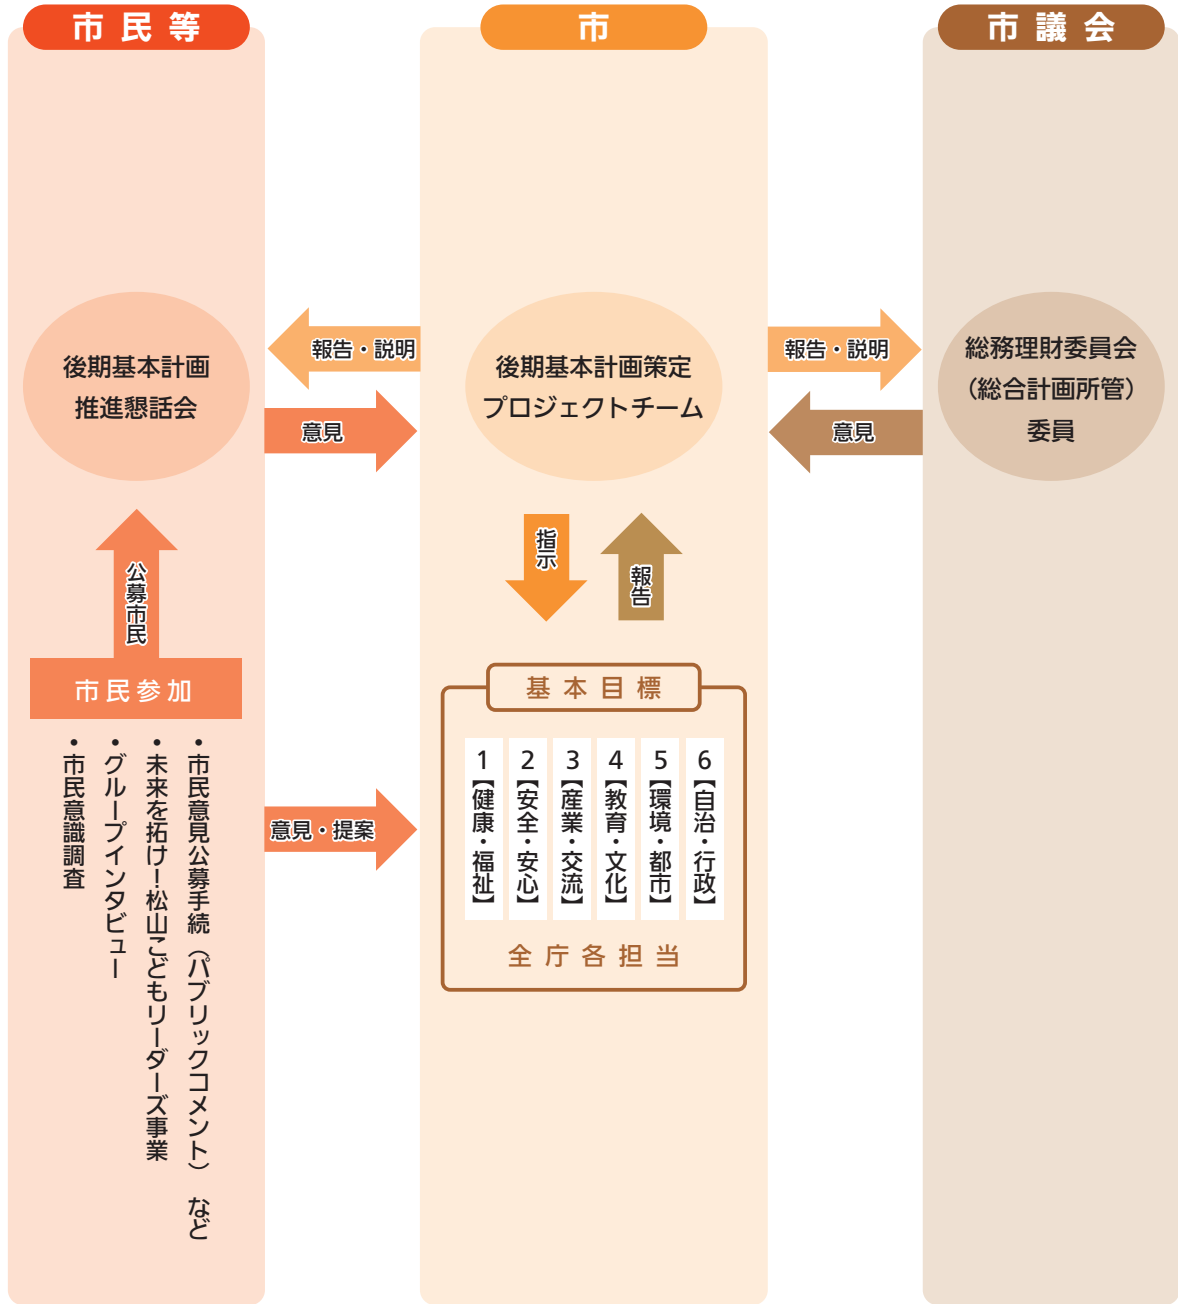 市民等
市
市議会
後期基本計画
推進懇話会
報告・説明
意見
後期基本計画策定
プロジェクトチーム
報告・説明
意見
総務理財委員会
（総合計画所管）
委員
公募市民
指示
報告
市民参加
・市民意見公募手続（パブリックコメント）　など
・未来を拓け！松山こどもリーダーズ事業
・グループインタビュー
・市民意識調査
意見・提案
基本目標
1【健康・福祉】
2【安全・安心】
3【産業・交流】
4【教育・文化】
5【環境・都市】
6【自治・行政】
全庁各担当